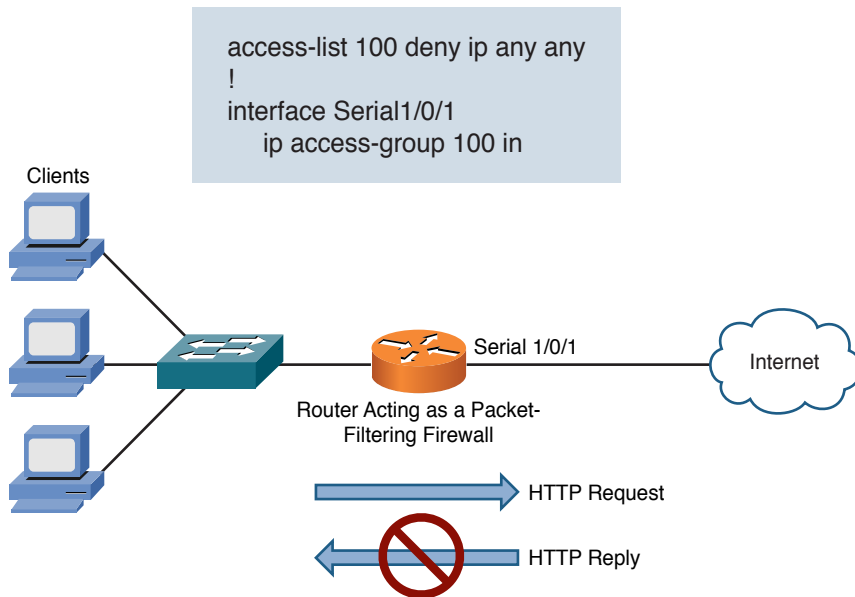 access-list 100 deny ip any any
!
interface Serial1/0/1
ip access-group 100 in
Clients
Serial 1/0/1
Internet
Router Acting as a Packet-
Filtering Firewall
HTTP Request
HTTP Reply